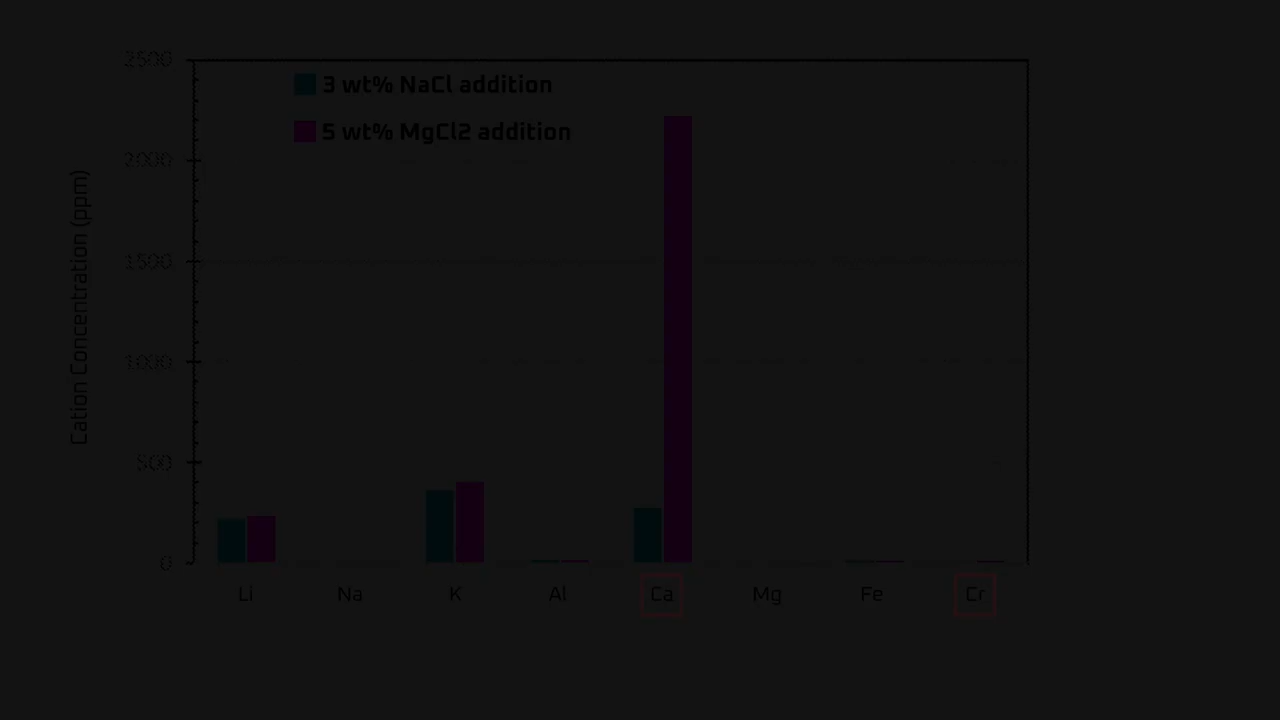 2500
3 wt% NaCl addition
5 wt% MgCl2 addition
2000
1500
1000
500
0
Cation Concentration (ppm)
Li Na K Al Ca Mg Fe Cr